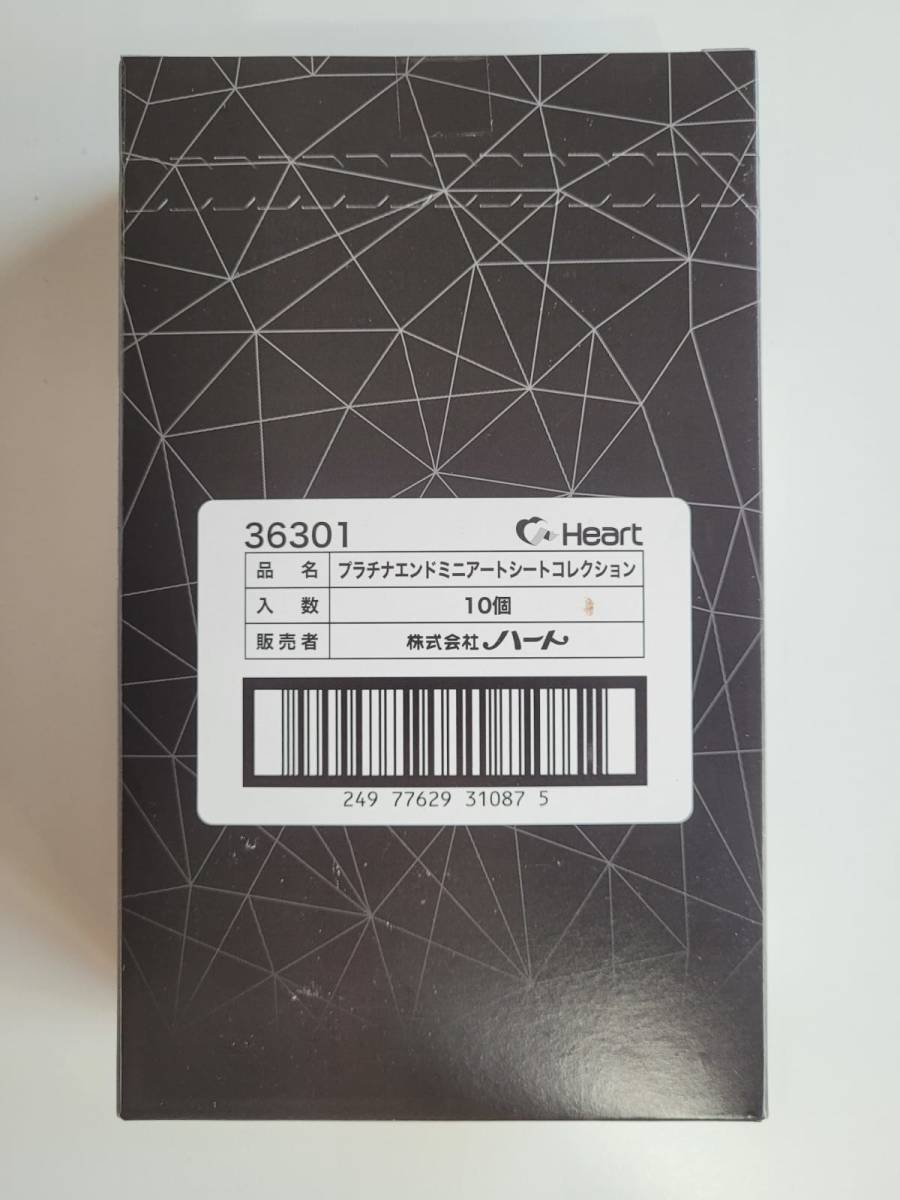 36301 Heart
品名 プラチナエンドミニアートシートコレクション
入数 10個
販売者 株式会社ハート
249 77629 31087 5